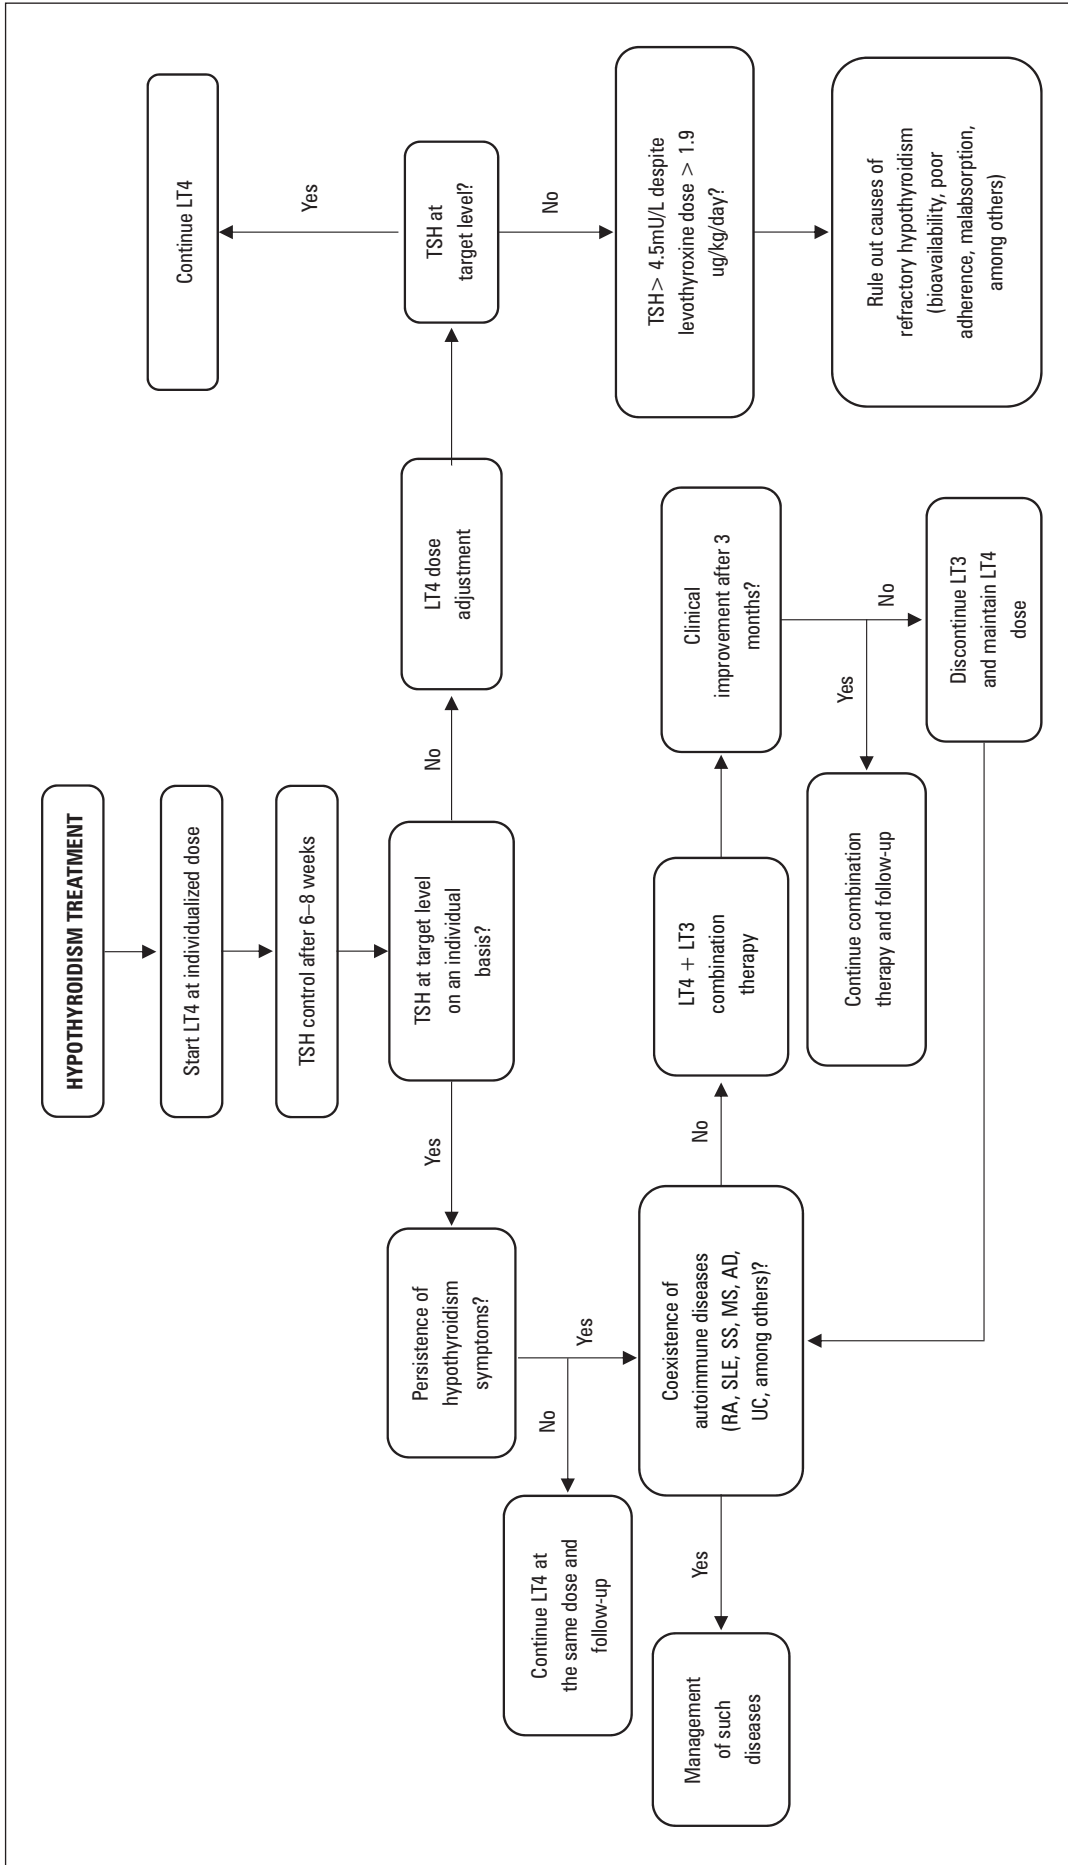 HYPOTHYROIDISM TREATMENT
Start LT4 at individualized dose
TSH control after 6–8 weeks
TSH at target level
on an individual
basis?
Yes
No
Persistence of
hypothyroidism
symptoms?
No
Yes
Continue LT4 at
the same dose and
follow-up
Coexistence of
autoimmune diseases
(RA, SLE, SS, MS, AD,
UC, among others)?
Yes
No
Management
of such
diseases
LT4 + LT3
combination
therapy
Clinical
improvement after 3
months?
Yes
No
Continue combination
therapy and follow-up
Discontinue LT3
and maintain LT4
dose
LT4 dose
adjustment
TSH at
target level?
Yes
No
Continue LT4
TSH> 4.5mU/L despite
levothyroxine dose > 1.9
ug/kg/day?
Rule out causes of
refractory hypothyroidism
(bioavailability, poor
adherence, malabsorption,
among others)